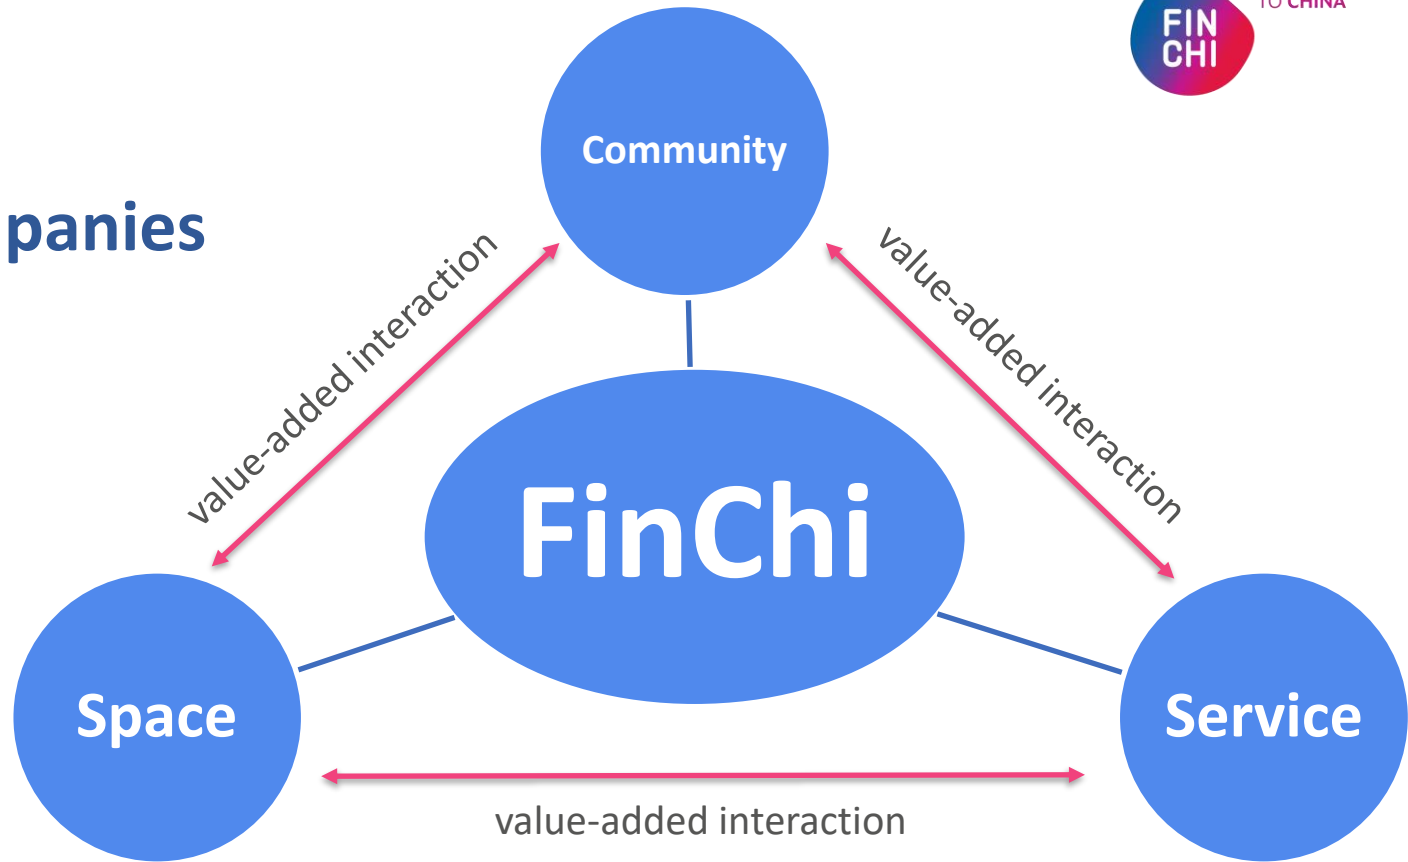 TO CHINA
FIN
CHI
Community
panies
value-added interaction
value-added interaction
FinChi
Space
Service
value-added interaction